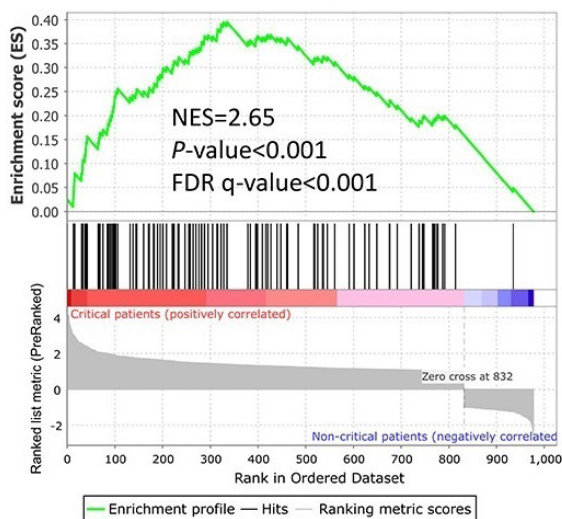 Enrichment score (ES)
0.40
0.35
0.30
0.25
0.20
0.15
0.10
0.05
0.00
NES=2.65
P-value<0.001
FDR q-value<0.001
Ranked list metric (PreRanked)
Critical patients (positively correlated)
4
2
0
-2
Zero cross at 832
Non-critical patients (negatively correlated
0 100 200 300 400 500 600 700 800 900 1,000
Rank in Ordered Dataset
Enrichment profile Hits Ranking metric scores